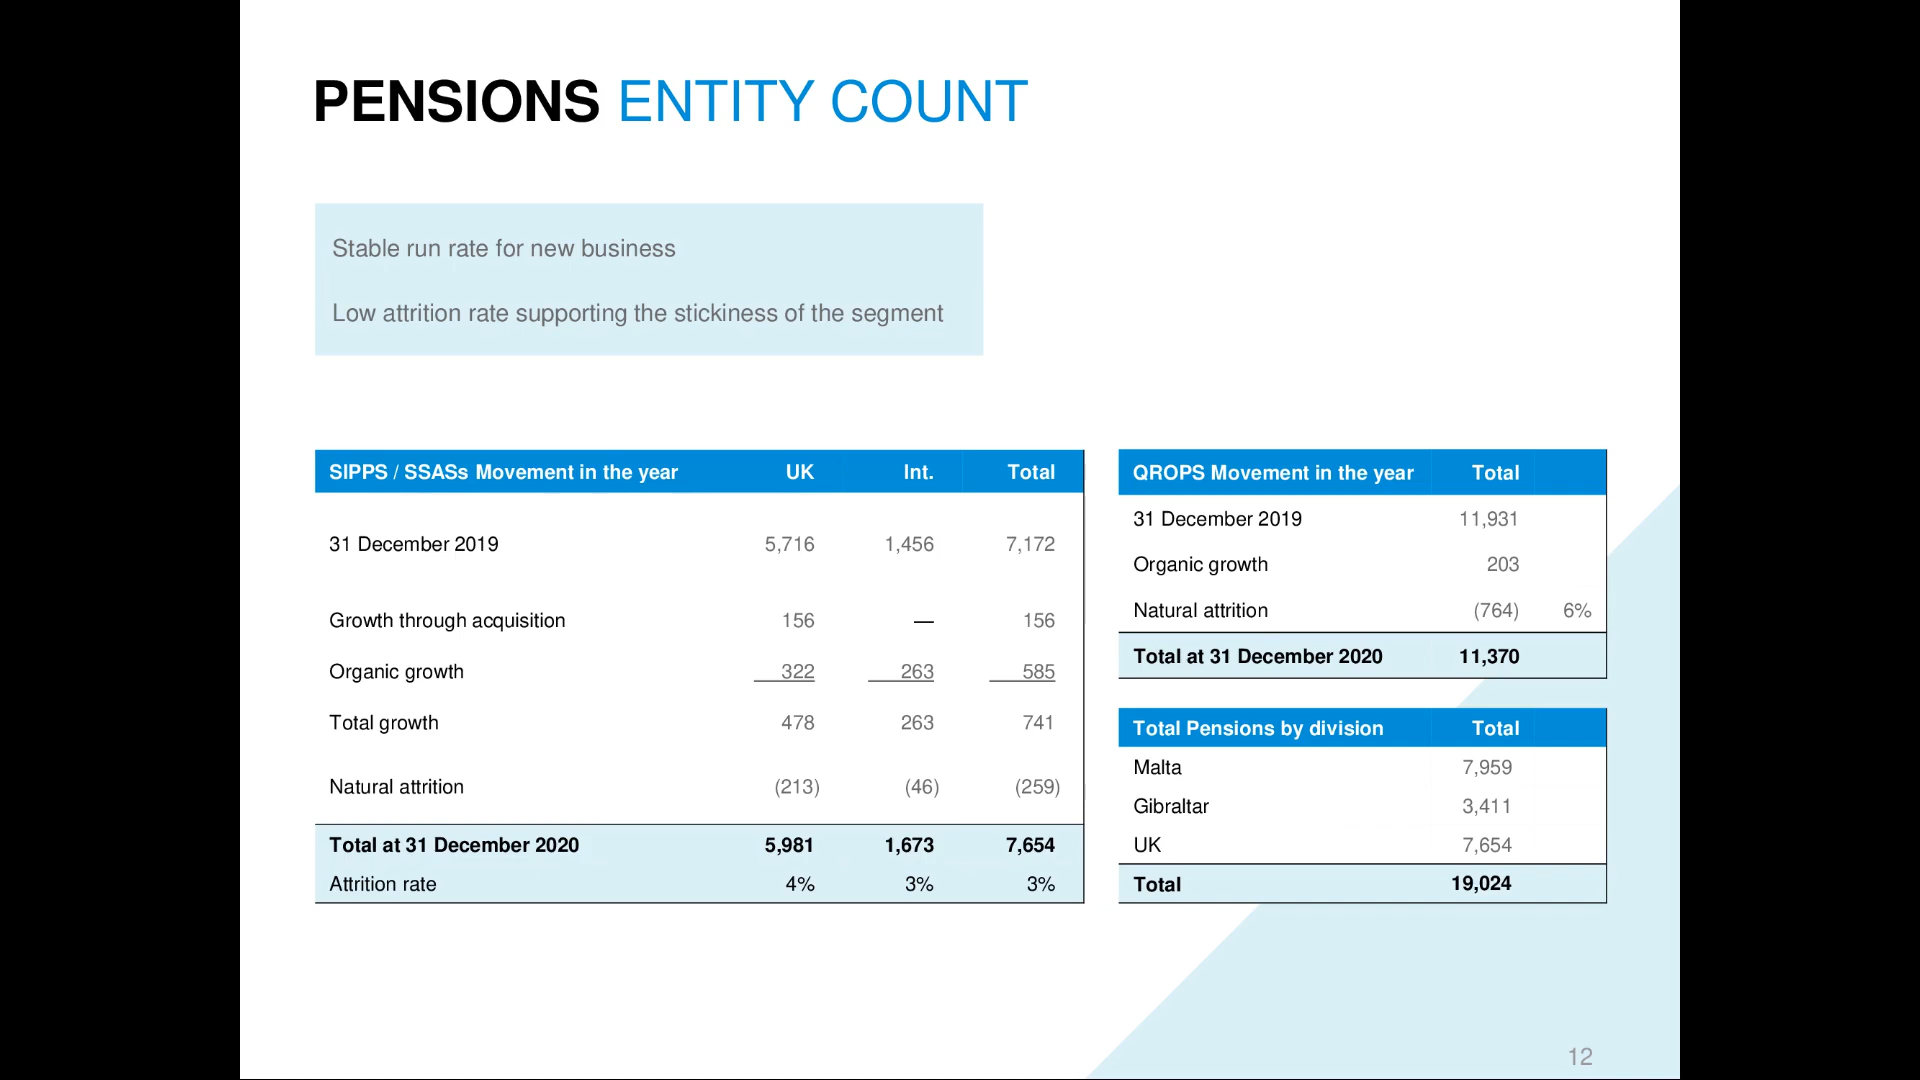 PENSIONS ENTITY COUNT
Stable run rate for new business
Low attrition rate supporting the stickiness of the segment
SIPPS / SSASs Movement in the year UK Int. Total
31 December 2019 5,716 1,456 7,172
Growth through acquisition 156 — 156
Organic growth 322 263 585
Total growth 478 263 741
Natural attrition (213) (46) (259)
Total at 31 December 2020 5,981 1,673 7,654
Attrition rate 4% 3% 3%
QROPS Movement in the year Total
31 December 2019 11,931
Organic growth 203
Natural attrition (764) 6%
Total at 31 December 2020 11,370
Total Pensions by division Total
Malta 7,959
Gibraltar 3,411
UK 7,654
Total 19,024
12